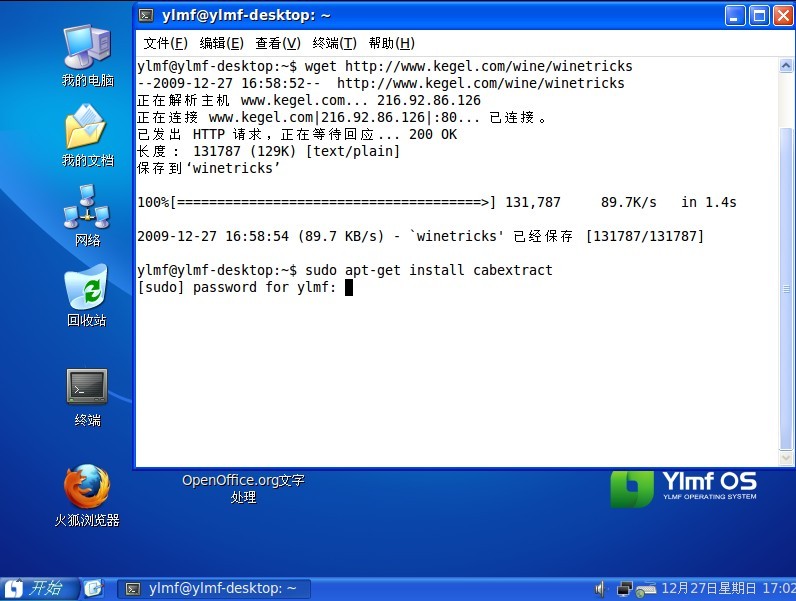 ylmf@ylmf-desktop: ~
文件(F) 编辑(E) 查看(V) 终端(T) 帮助(H)
ylmf@ylmf-desktop:~$ wget http://www.kegel.com/wine/winetricks
--2009-12-27 16:58:52--  http://www.kegel.com/wine/winetricks
正在解析主机 www.kegel.com... 216.92.86.126
正在连接 www.kegel.com|216.92.86.126|:80... 已连接。
已发出 HTTP 请求，正在等待回应... 200 OK
长度： 131787 (129K) [text/plain]
保存到‘winetricks’
100%[======================================>] 131,787     89.7K/s   in 1.4s
2009-12-27 16:58:54 (89.7 KB/s) - `winetricks' 已经保存 [131787/131787]
ylmf@ylmf-desktop:~$ sudo apt-get install cabextract
[sudo] password for ylmf:
我的电脑
我的文档
网络
回收站
终端
火狐浏览器
OpenOffice.org文字
处理
Ylmf OS
YLMF OPERATING SYSTEM
开始
ylmf@ylmf-desktop: ~
12月27日星期日 17:02